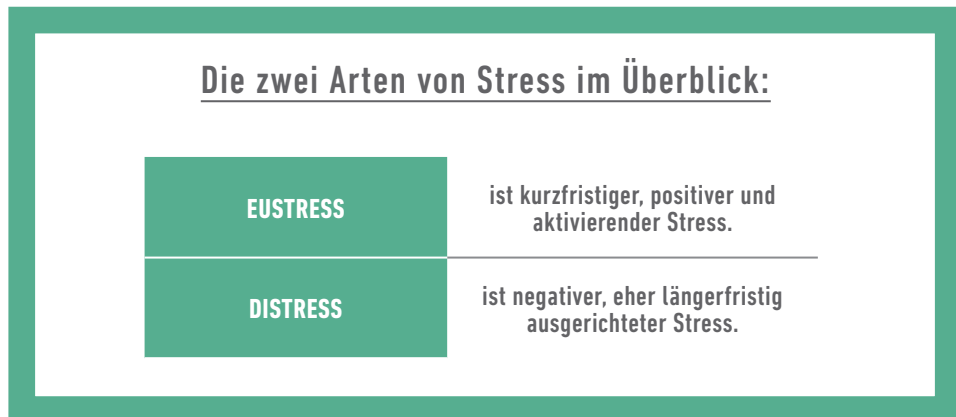 Die zwei Arten von Stress im Überblick:
EUSTRESS
ist kurzfristiger, positiver und
aktivierender Stress.
DISTRESS
ist negativer, eher längerfristig
ausgerichteter Stress.